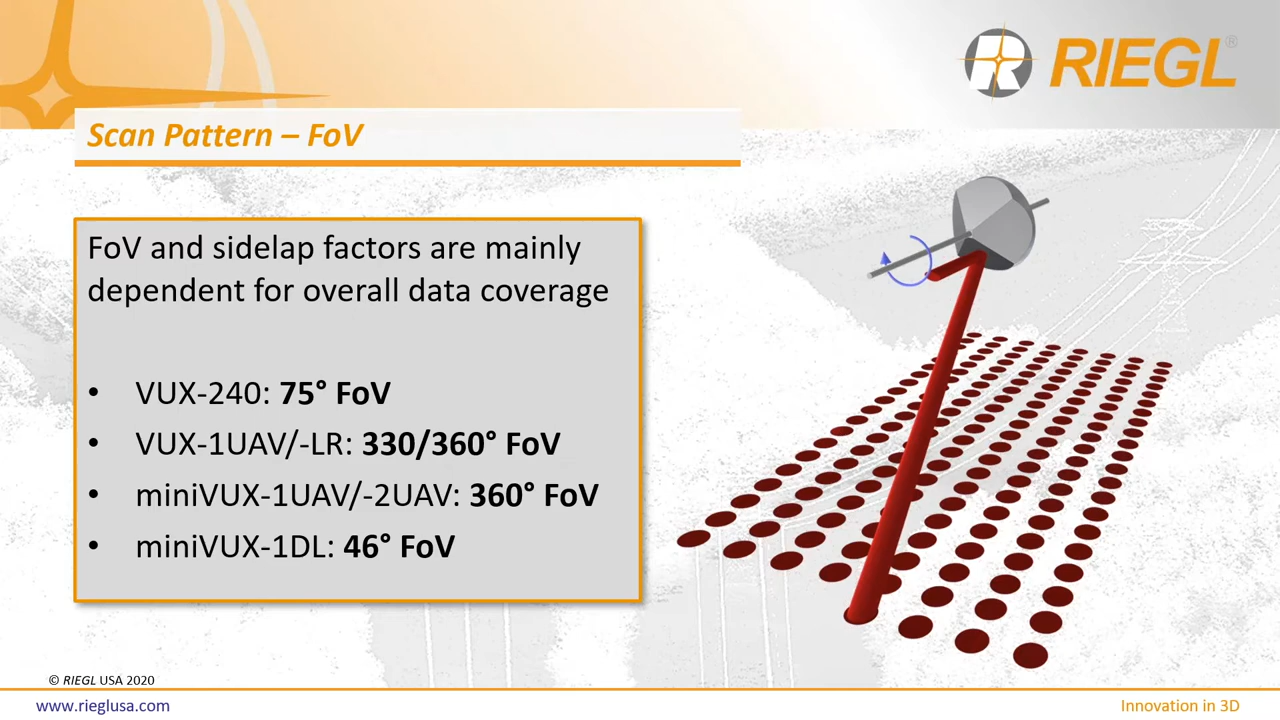 RIEGL®
Scan Pattern – FoV
FoV and sidelap factors are mainly
dependent for overall data coverage
• VUX-240: 75° FoV
• VUX-1UAV/-LR: 330/360° FoV
• miniVUX-1UAV/-2UAV: 360° FoV
• miniVUX-1DL: 46° FoV
© RIEGL USA 2020
www.rieglusa.com
Innovation in 3D